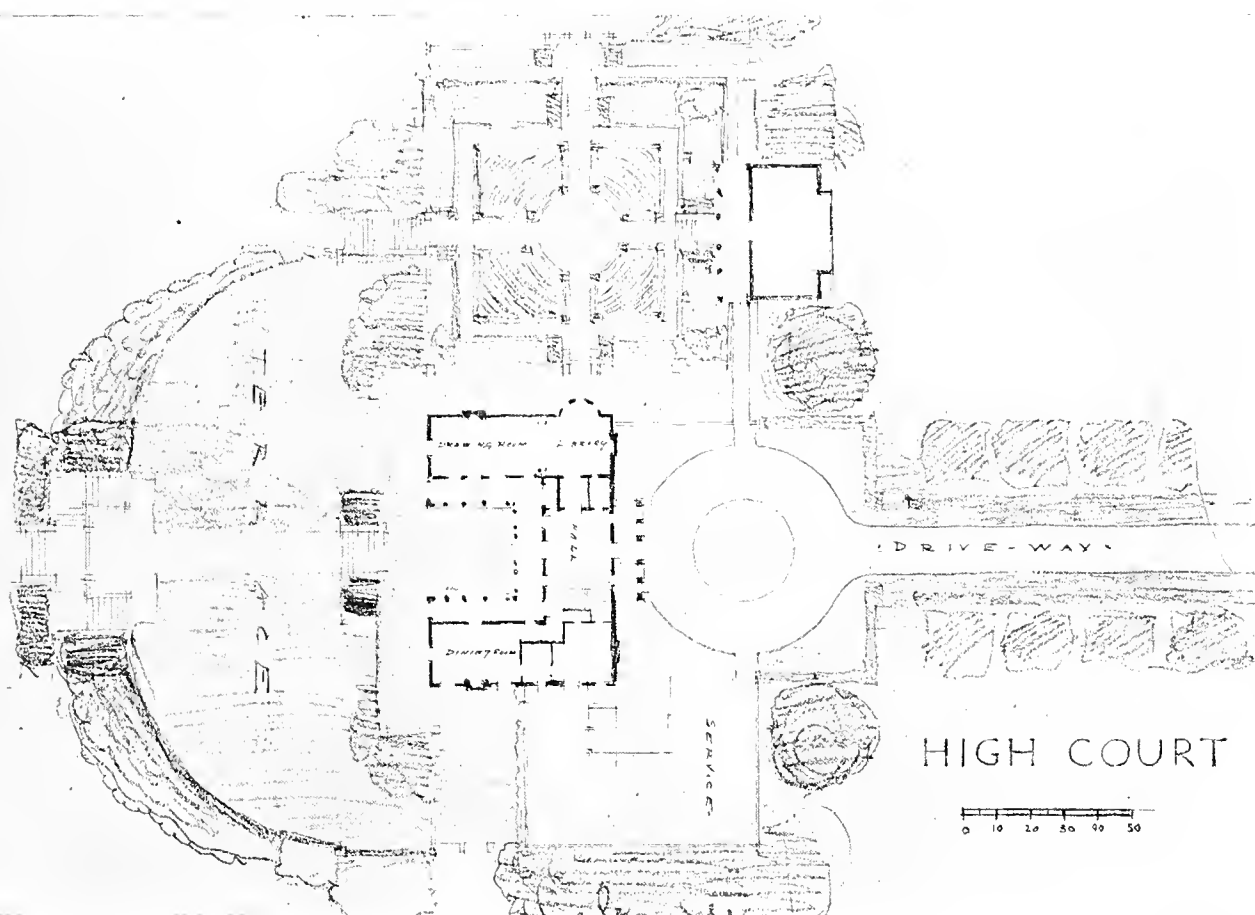 TERRACE
DRAWING ROOM
LIBRARY
HALL
DRIVE-WAY
DINING ROOM
SERVICE
HIGH COURT
0 10 20 30 40 50